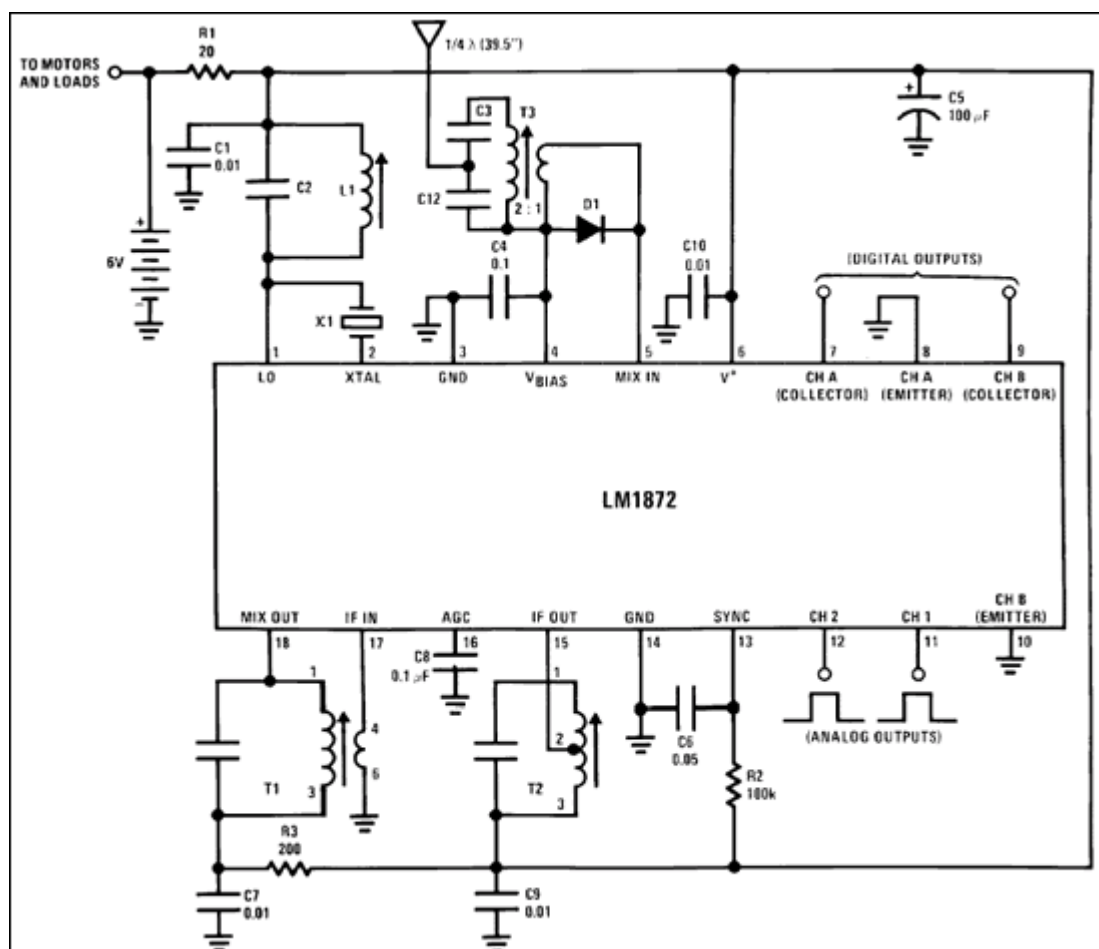 R1
20
TO MOTORS
AND LOADS
1/4 λ (39.5")
C3
T3
+
C5
100 μF
C1
0.01
C2
L1
C12
2 : 1
D1
+
6V
-
C4
0.1
C10
0.01
(DIGITAL OUTPUTS)
X1
1
2
3
4
5
6
7
8
9
LO
XTAL
GND
VBIAS
MIX IN
V+
CH A
(COLLECTOR)
CH A
(EMITTER)
CH B
(COLLECTOR)
LM1872
MIX OUT
IF IN
AGC
IF OUT
GND
SYNC
CH 2
CH 1
CH B
(EMITTER)
18
17
16
15
14
13
12
11
10
C8
0.1 μF
1
4
6
3
T1
1
2
3
T2
C6
0.05
(ANALOG OUTPUTS)
R2
100k
R3
200
C7
0.01
C9
0.01